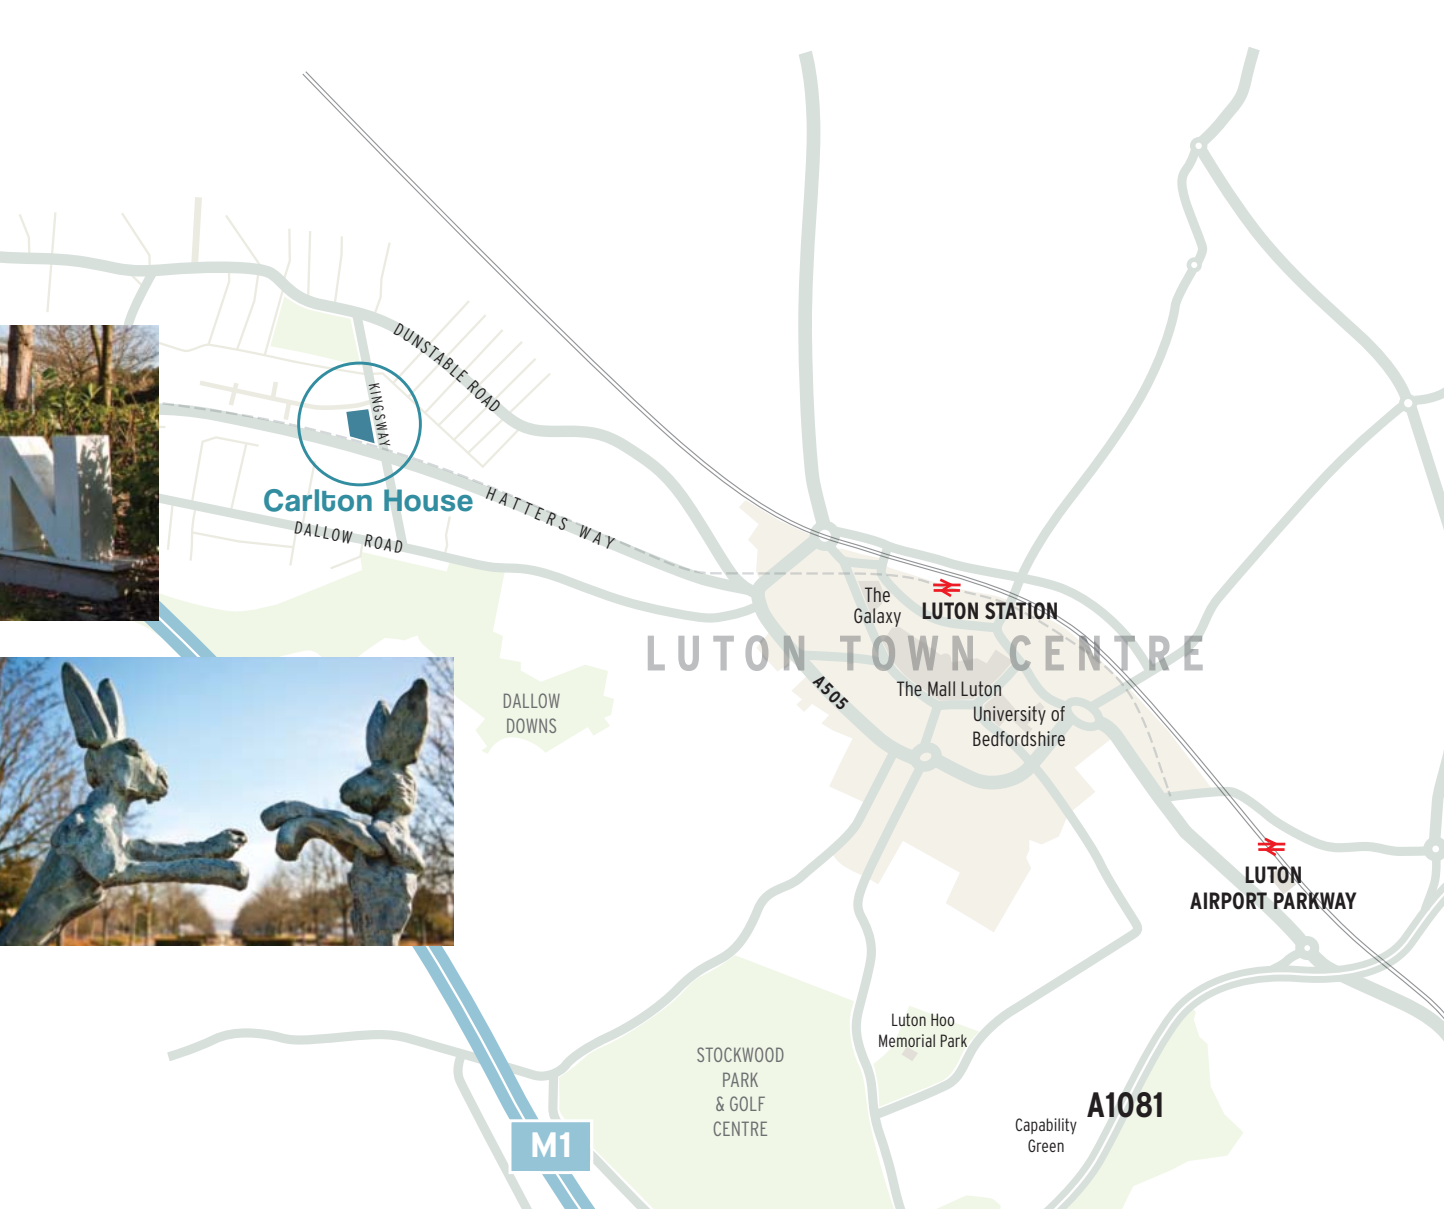 DUNSTABLE ROAD
KINGSWAY
Carlton House
HATTERS WAY
DALLOW ROAD
N
The
Galaxy
LUTON STATION
LUTON TOWN CENTRE
A505
The Mall Luton
University of
Bedfordshire
DALLOW
DOWNS
LUTON
AIRPORT PARKWAY
Luton Hoo
Memorial Park
STOCKWOOD
PARK
& GOLF
CENTRE
A1081
Capability
Green
M1